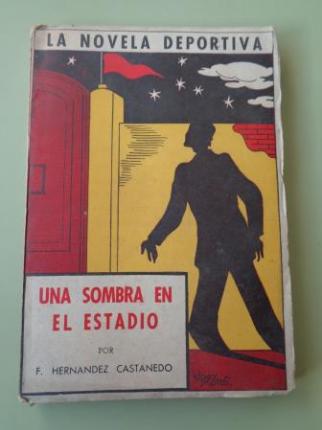 LA NOVELA DEPORTIVA
UNA SOMBRA EN
EL ESTADIO
POR
F. HERNANDEZ CASTANEDO